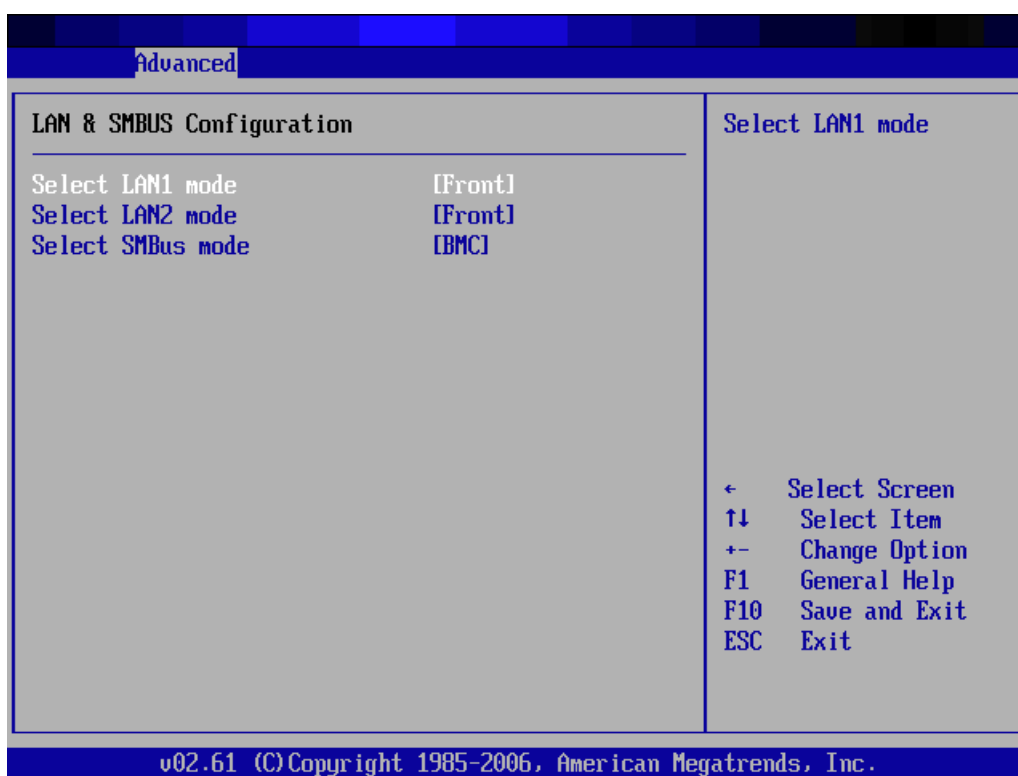 Advanced
LAN & SMBUS Configuration
Select LAN1 mode [Front]
Select LAN2 mode [Front]
Select SMBus mode [BMC]
Select LAN1 mode
← Select Screen
↑↓ Select Item
+- Change Option
F1 General Help
F10 Save and Exit
ESC Exit
v02.61 (C)Copyright 1985-2006, American Megatrends, Inc.